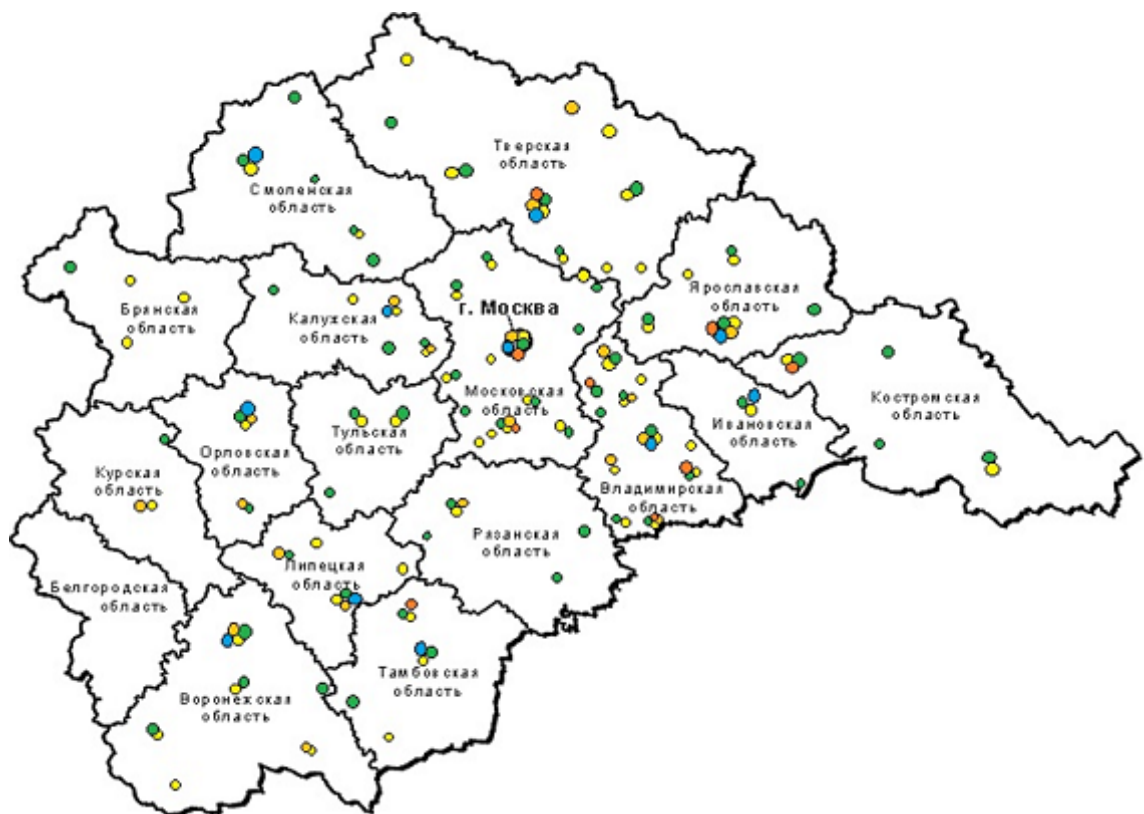 Тверская
область
Смоленская
область
Ярославская
область
Брянская
область
Калужская
область
г. Москва
Московская
область
Костромская
область
Ивановская
область
Тульская
область
Орловская
область
Курская
область
Владимирская
область
Рязанская
область
Липецкая
область
Белгородская
область
Тамбовская
область
Воронежская
область